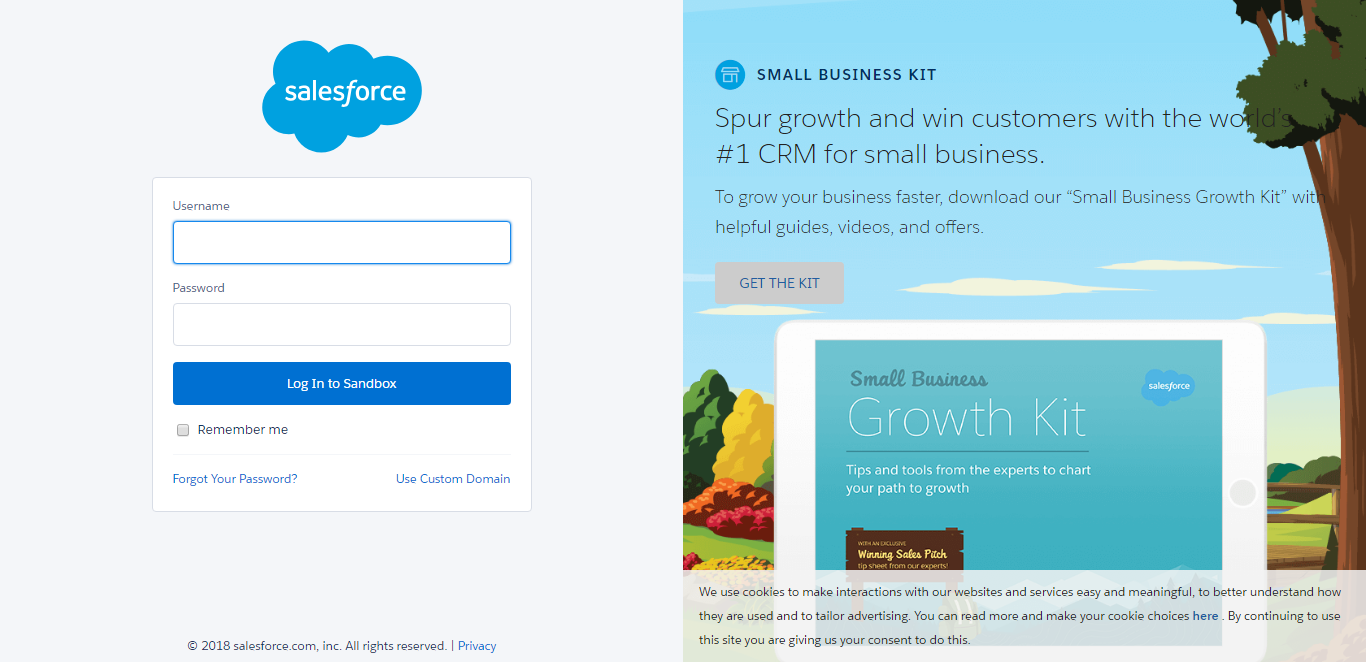 salesforce
Username
Password
Log In to Sandbox
Remember me
Forgot Your Password?
Use Custom Domain
© 2018 salesforce.com, inc. All rights reserved. | Privacy
SMALL BUSINESS KIT
Spur growth and win customers with the world's
#1 CRM for small business.
To grow your business faster, download our “Small Business Growth Kit” with
helpful guides, videos, and offers.
GET THE KIT
Small Business
salesforce
Growth Kit
Tips and tools from the experts to chart
your path to growth
WITH AN EXCLUSIVE
Winning Sales Pitch
tip sheet from our experts!
We use cookies to make interactions with our websites and services easy and meaningful, to better understand how
they are used and to tailor advertising. You can read more and make your cookie choices here . By continuing to use
this site you are giving us your consent to do this.